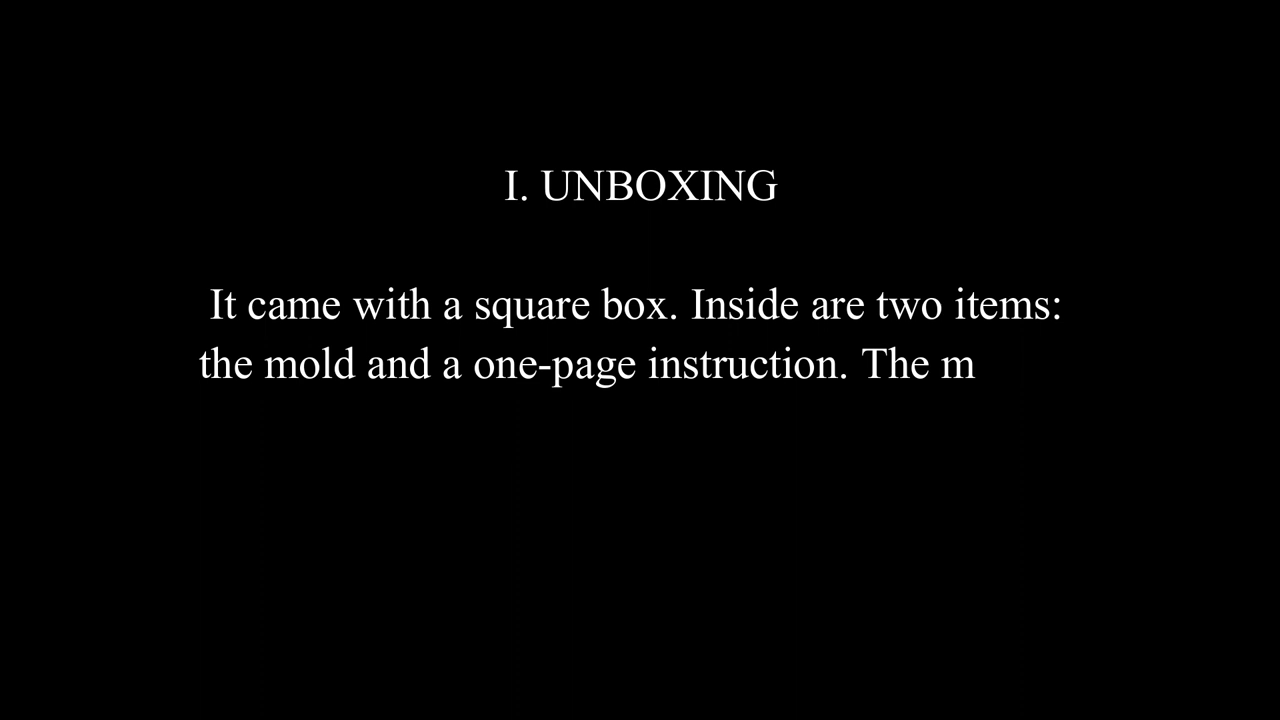 I. UNBOXING
It came with a square box. Inside are two items:
the mold and a one-page instruction. The m